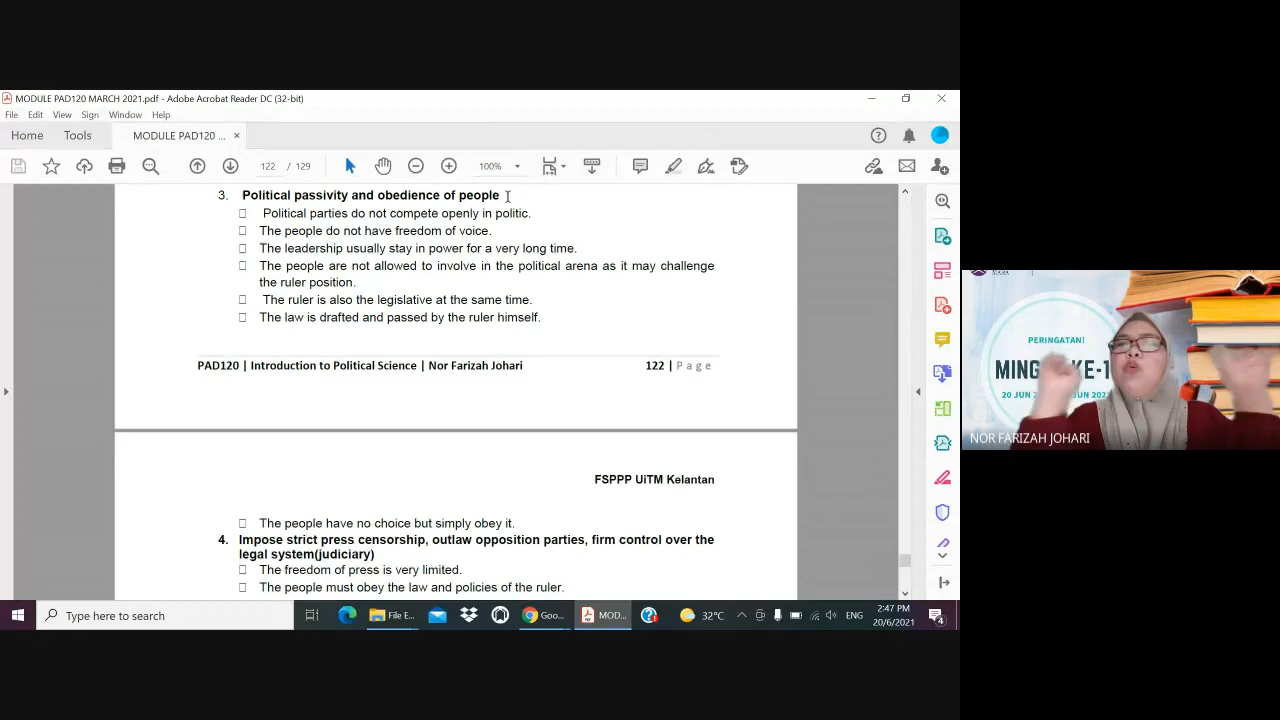 MODULE PAD120 MARCH 2021.pdf - Adobe Acrobat Reader DC (32-bit)
File Edit View Sign Window Help
Home Tools MODULE PAD120 ... ×
122 / 129 100%
3. Political passivity and obedience of people
Political parties do not compete openly in politic.
The people do not have freedom of voice.
The leadership usually stay in power for a very long time.
The people are not allowed to involve in the political arena as it may challenge
the ruler position.
The ruler is also the legislative at the same time.
The law is drafted and passed by the ruler himself.
PAD120 | Introduction to Political Science | Nor Farizah Johari 122 | Page
FSPPP UiTM Kelantan
The people have no choice but simply obey it.
4. Impose strict press censorship, outlaw opposition parties, firm control over the
legal system(judiciary)
The freedom of press is very limited.
The people must obey the law and policies of the ruler.
PERINGATAN!
NOR FARIZAH JOHARI
Type here to search
File E...
Goo...
MOD...
32°C
ENG
2:47 PM
20/6/2021
4